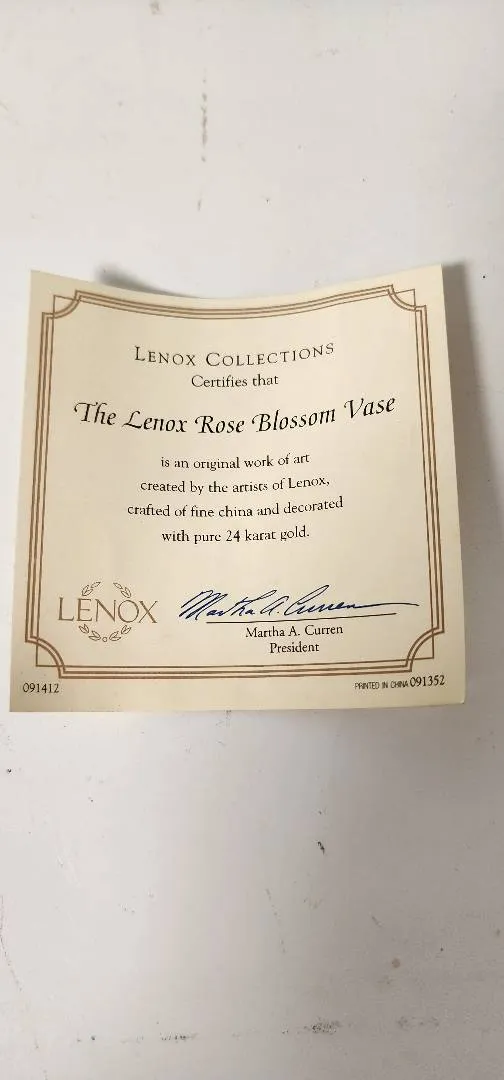 LENOX COLLECTIONS
Certifies that
The Lenox Rose Blossom Vase
is an original work of art
created by the artists of Lenox,
crafted of fine china and decorated
with pure 24 karat gold.
LENOX
Martha A. Curren
Martha A. Curren
President
091412
PRINTED IN CHINA 091352